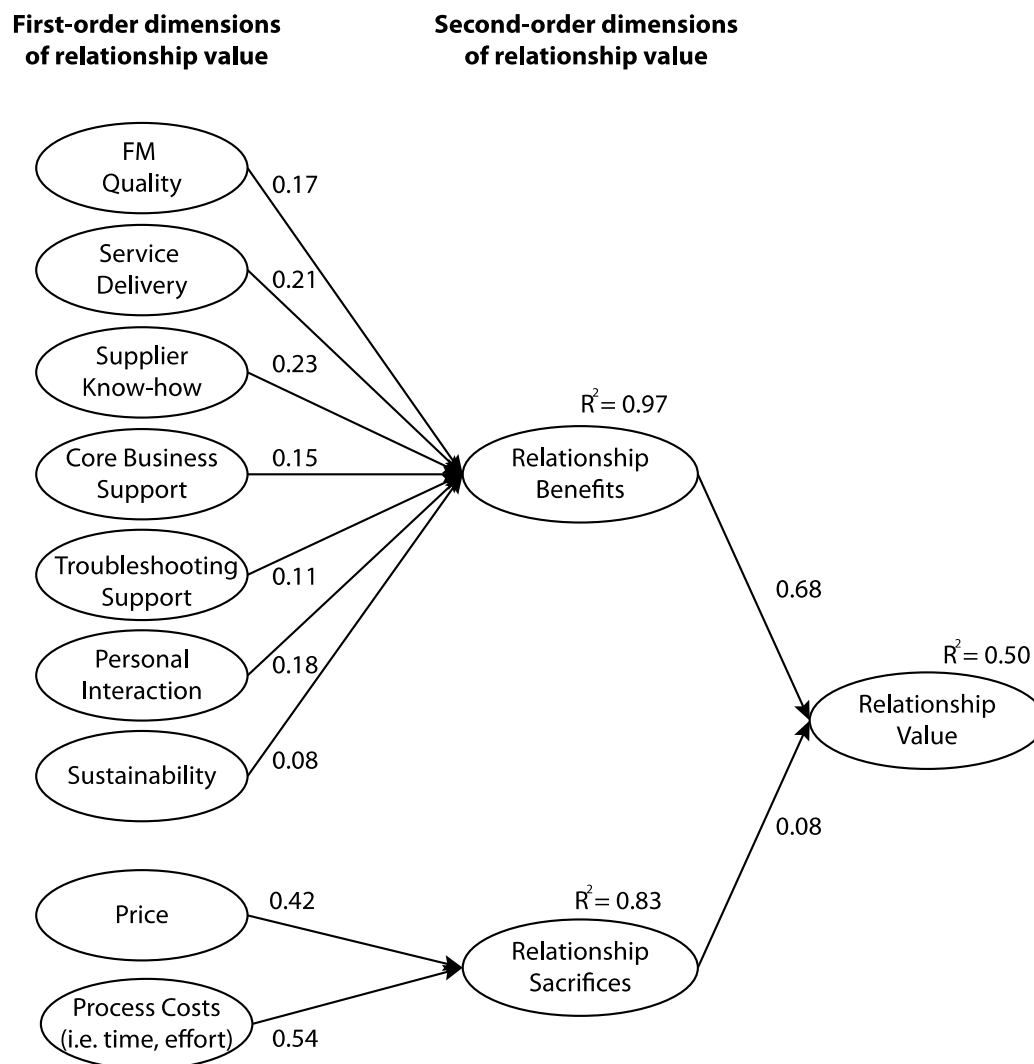 First-order dimensions
of relationship value
Second-order dimensions
of relationship value
FM
Quality
0.17
Service
Delivery
0.21
Supplier
Know-how
0.23
Core Business
Support
0.15
Troubleshooting
Support
0.11
Personal
Interaction
0.18
Sustainability
0.08
R²= 0.97
Relationship
Benefits
0.68
R²= 0.50
Relationship
Value
0.08
Price
0.42
Process Costs
(i.e. time, effort)
0.54
R²= 0.83
Relationship
Sacrifices